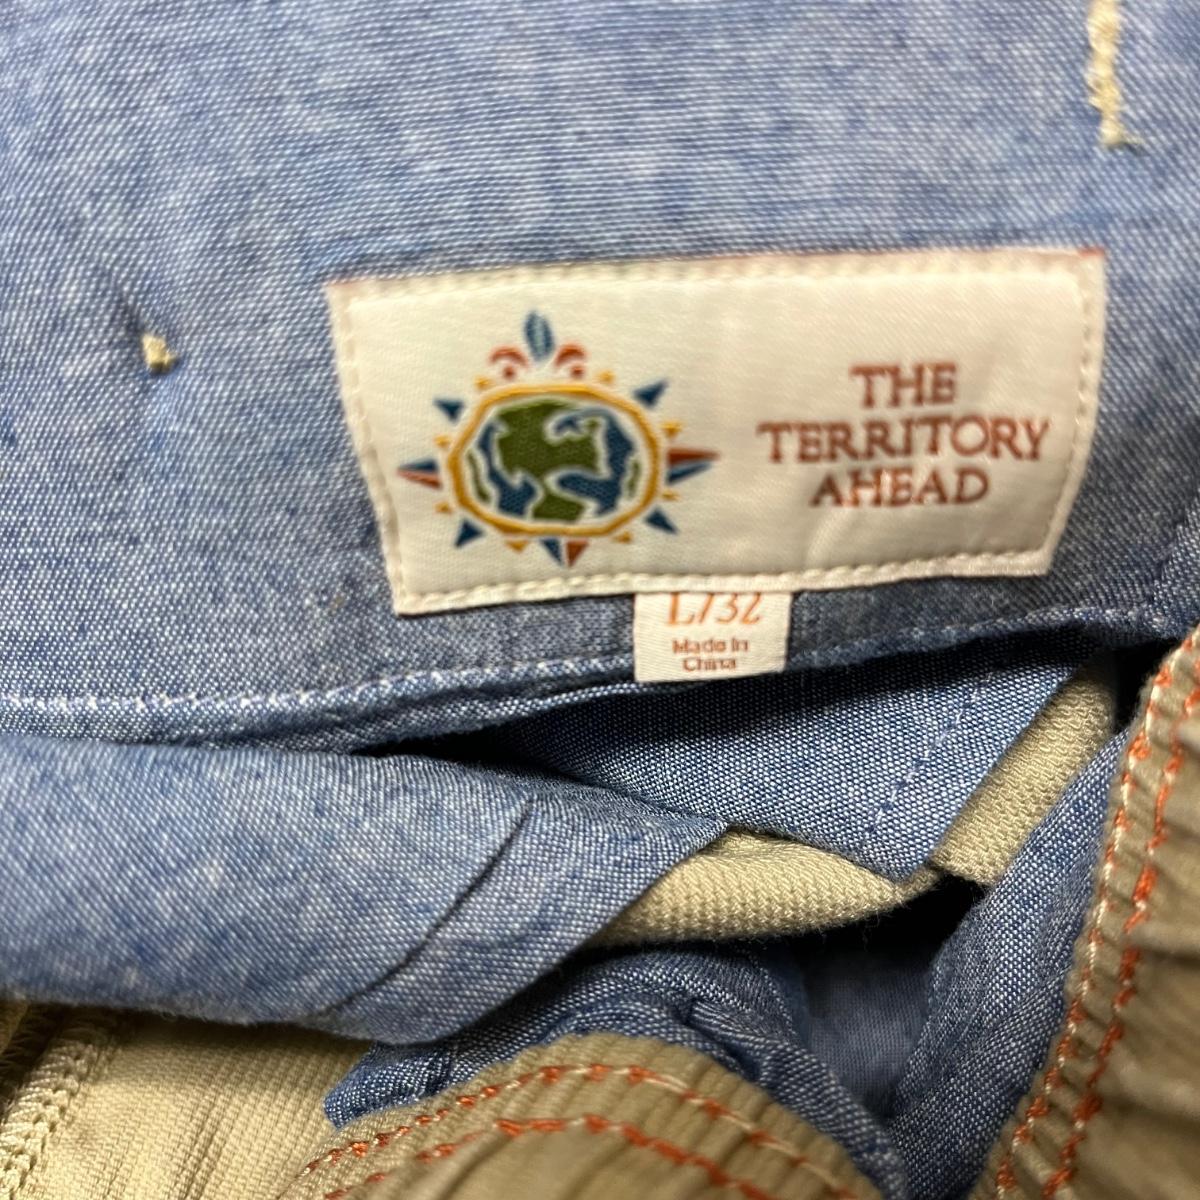 THE
TERRITORY
AHEAD
L/32
Made in
China